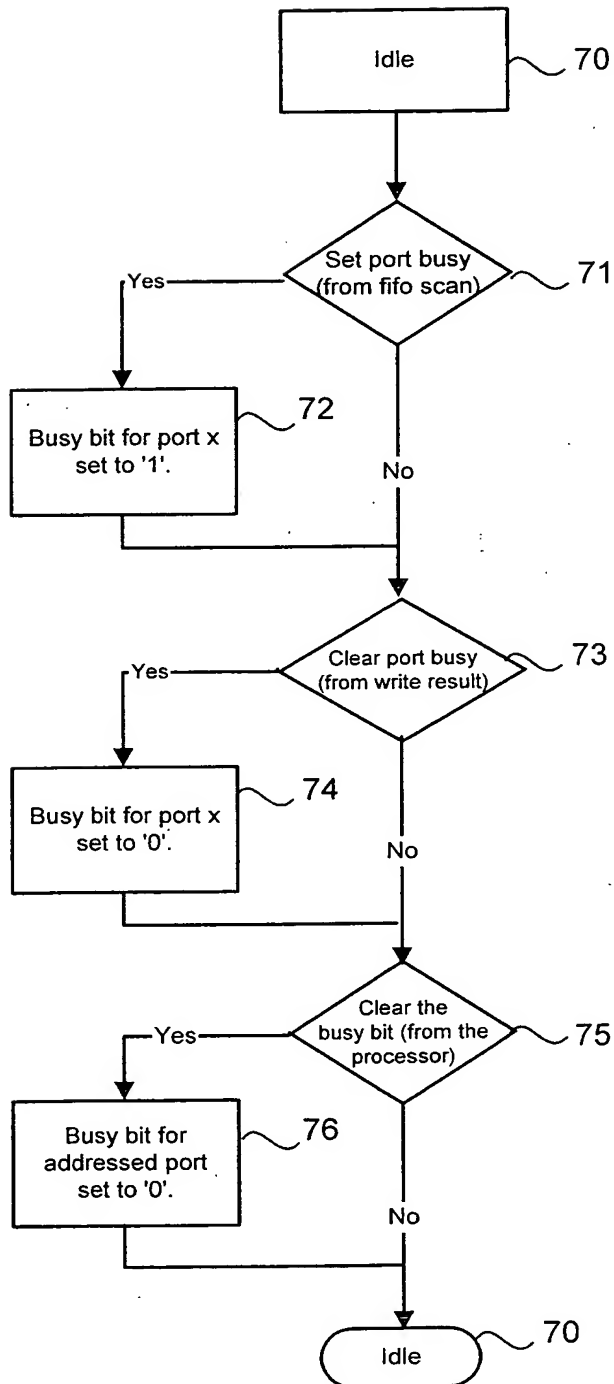 Idle
70
Set port busy
(from fifo scan)
71
Yes
72
Busy bit for port x
set to '1'.
No
Clear port busy
(from write result)
73
Yes
74
Busy bit for port x
set to '0'.
No
Clear the
busy bit (from the
processor)
75
Yes
76
Busy bit for
addressed port
set to '0'.
No
Idle
70